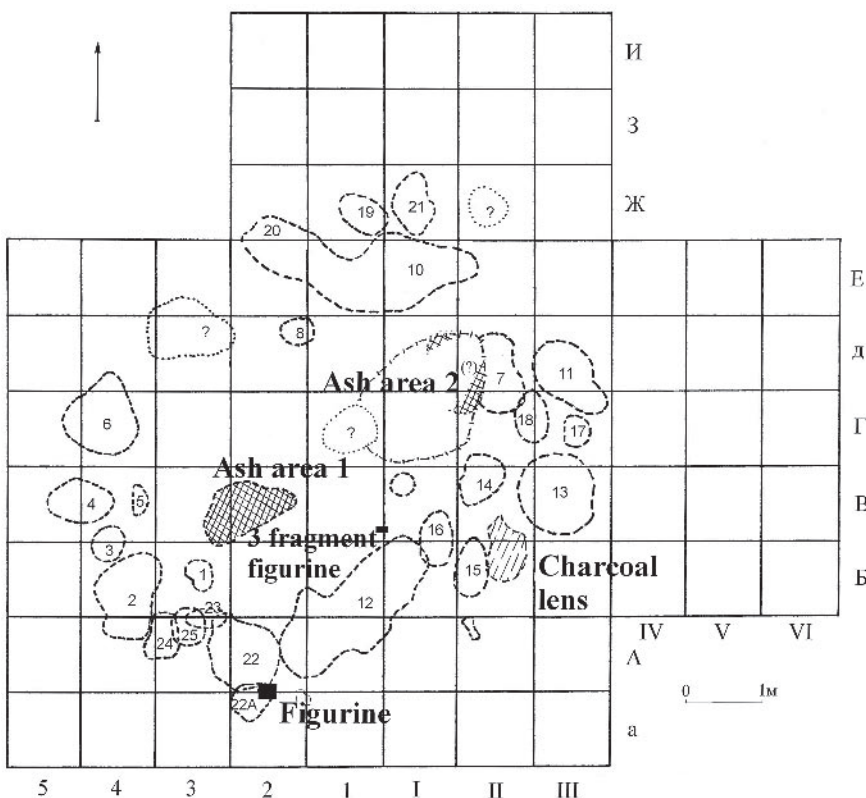 И
З
19
21
?
Ж
20
10
Е
?
8
(?)
7
11
д
Ash area 2
6
?
18
17
Г
Ash area 1
14
13
4
5
В
3 fragment
figurine
16
3
1
15
Charcoal
lens
Б
2
12
23
24
25
22
IV
V
VI
А
22А
Figurine
0
1м
а
5
4
3
2
1
I
II
III